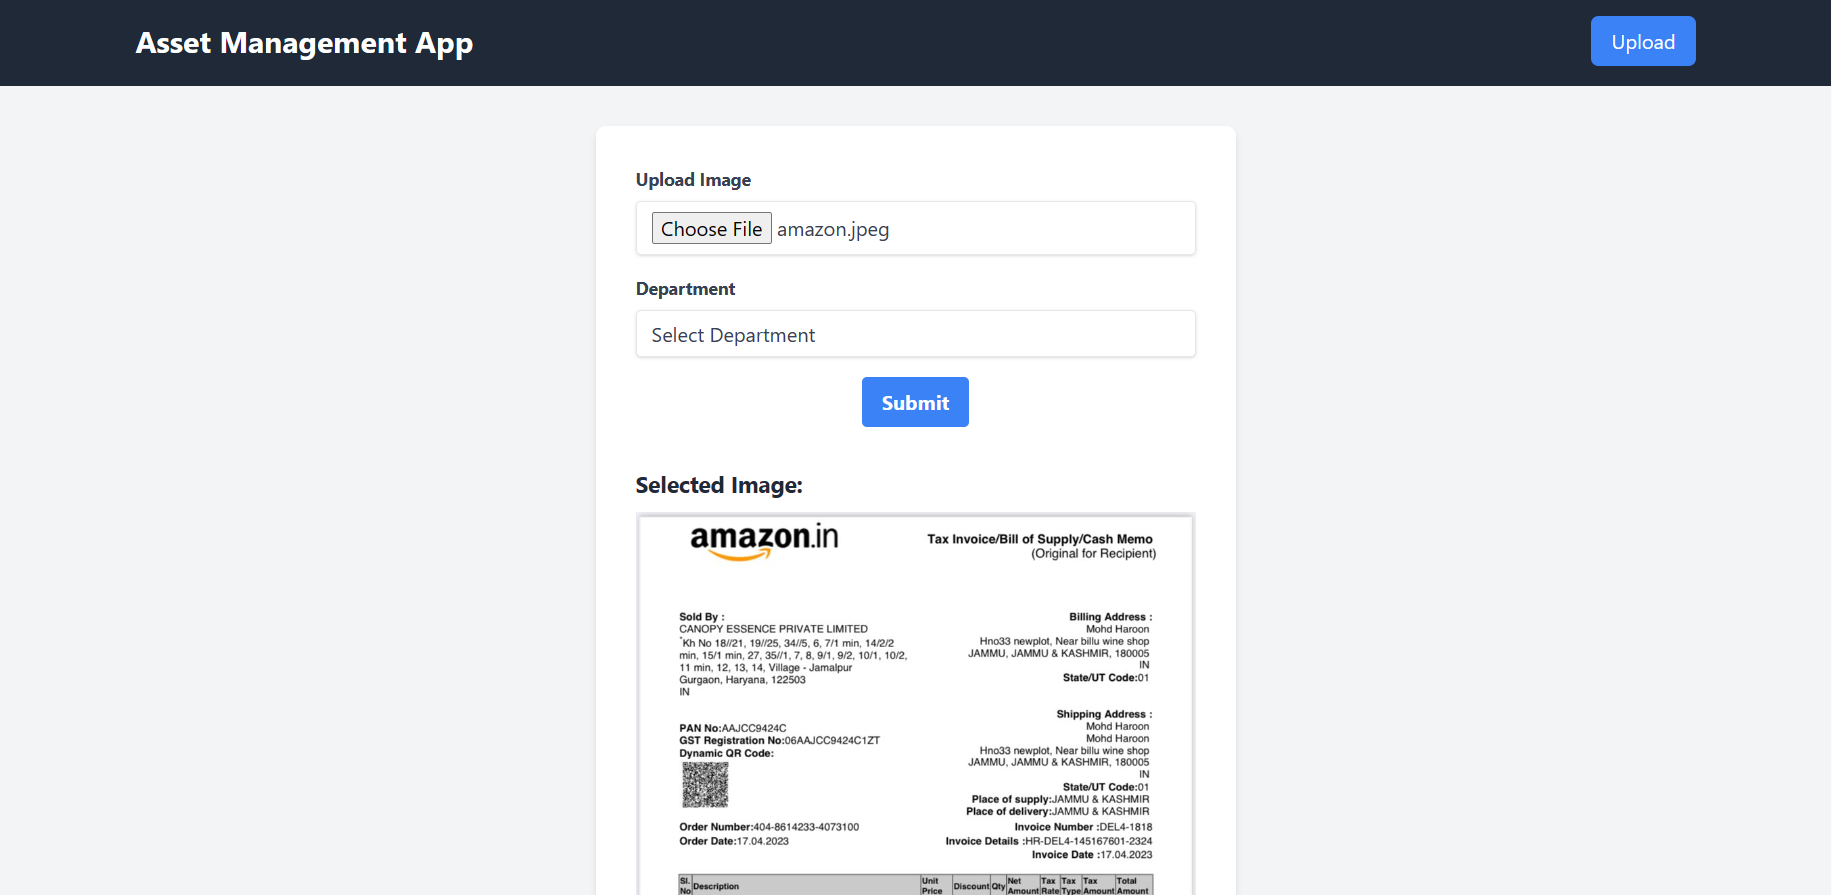 Asset Management App
Upload
Upload Image
Choose File amazon.jpeg
Department
Select Department
Submit
Selected Image:
amazon.in
Tax Invoice/Bill of Supply/Cash Memo
(Original for Recipient)
Sold By :
CANOPY ESSENCE PRIVATE LIMITED
*Kh No 18//21, 19//25, 34//5, 6, 7/1 min, 14/2/2
min, 15/1 min, 27, 35//1, 7, 8, 9/1, 9/2, 10/1, 10/2,
11 min, 12, 13, 14, Village - Jamalpur
Gurgaon, Haryana, 122503
IN
Billing Address :
Mohd Haroon
Hno33 newplot, Near billu wine shop
JAMMU, JAMMU & KASHMIR, 180005
IN
State/UT Code:01
PAN No:AAJCC9424C
GST Registration No:06AAJCC9424C1ZT
Dynamic QR Code:
Shipping Address :
Mohd Haroon
Mohd Haroon
Hno33 newplot, Near billu wine shop
JAMMU, JAMMU & KASHMIR, 180005
IN
State/UT Code:01
Place of supply:JAMMU & KASHMIR
Place of delivery:JAMMU & KASHMIR
Order Number:404-8614233-4073100
Order Date:17.04.2023
Invoice Number :DEL4-1818
Invoice Details :HR-DEL4-145167601-2324
Invoice Date :17.04.2023
Sl. No Description Unit Price Discount Qty Net Amount Tax Rate Tax Type Tax Amount Total Amount